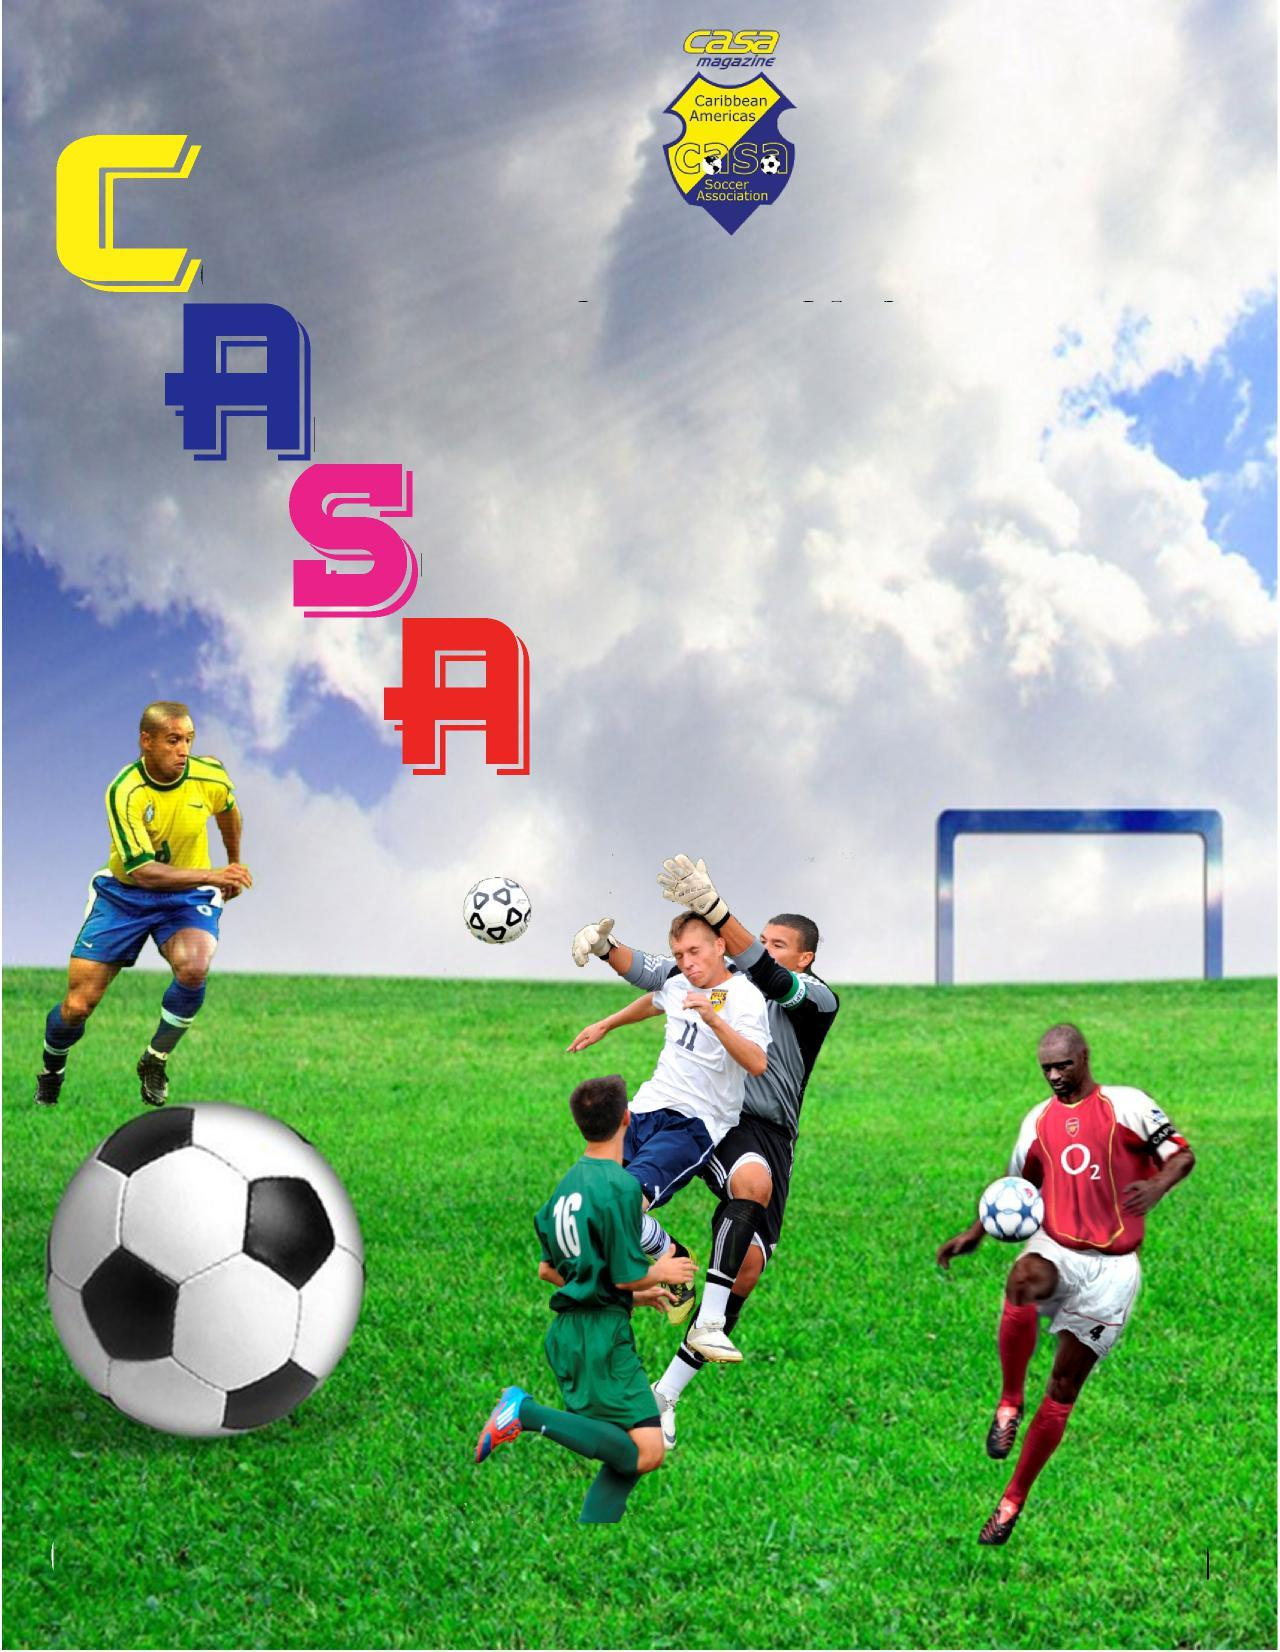 casa
magazine
Caribbean
Americas
casa
Soccer
Association
C
A
S
A
11
16
O2
4